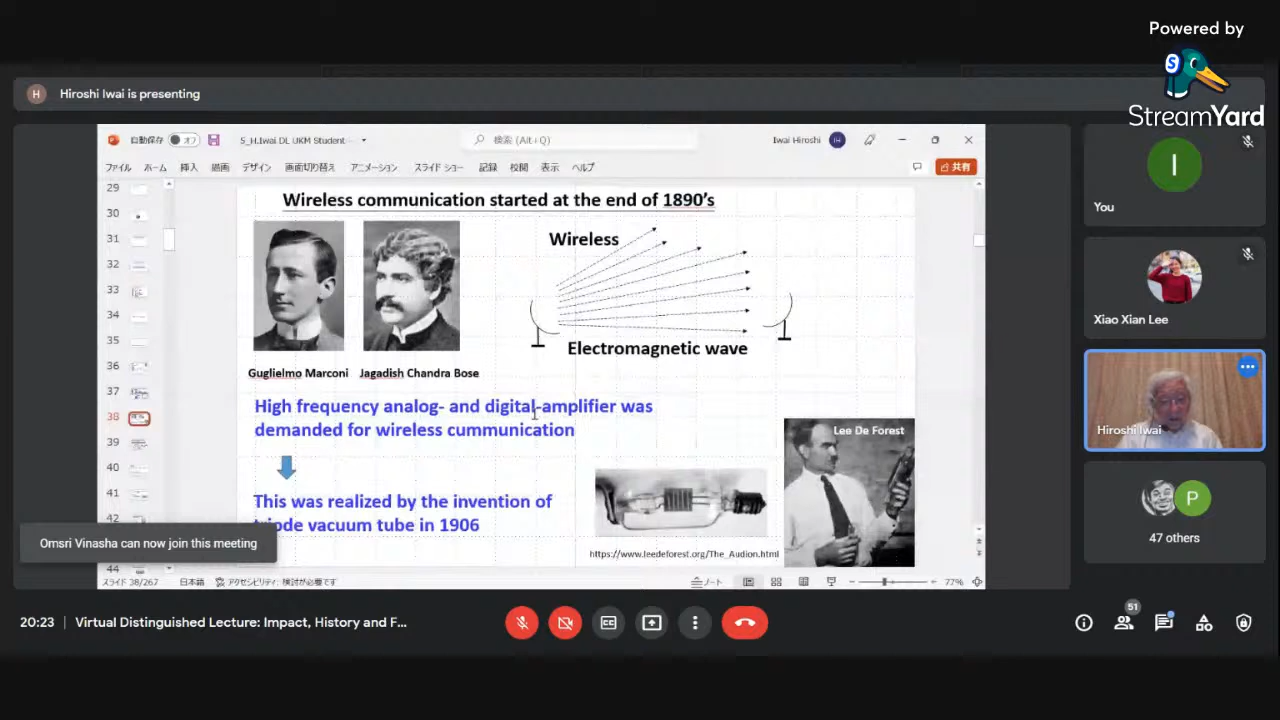 Powered by
StreamYard
H
Hiroshi Iwai is presenting
自動保存 オフ
5_H.Iwai DL UKM Student
検索 (Alt+Q)
Iwai Hiroshi
ファイル ホーム 挿入 描画 デザイン 画面切り替え アニメーション スライド ショー 記録 校閲 表示 ヘルプ
共有
29
30
31
32
33
34
35
36
37
38
39
40
41
42
44
Wireless communication started at the end of 1890's
Wireless
Electromagnetic wave
Guglielmo Marconi Jagadish Chandra Bose
High frequency analog- and digital-amplifier was
demanded for wireless cummunication
This was realized by the invention of
triode vacuum tube in 1906
Lee De Forest
https://www.leedeforest.org/The_Audion.html
スライド 38/267 日本語 アクセシビリティ: 検討が必要です
ノート
77%
Omsri Vinasha can now join this meeting
I
You
Xiao Xian Lee
Hiroshi Iwai
P
47 others
20:23 | Virtual Distinguished Lecture: Impact, History and F...
51